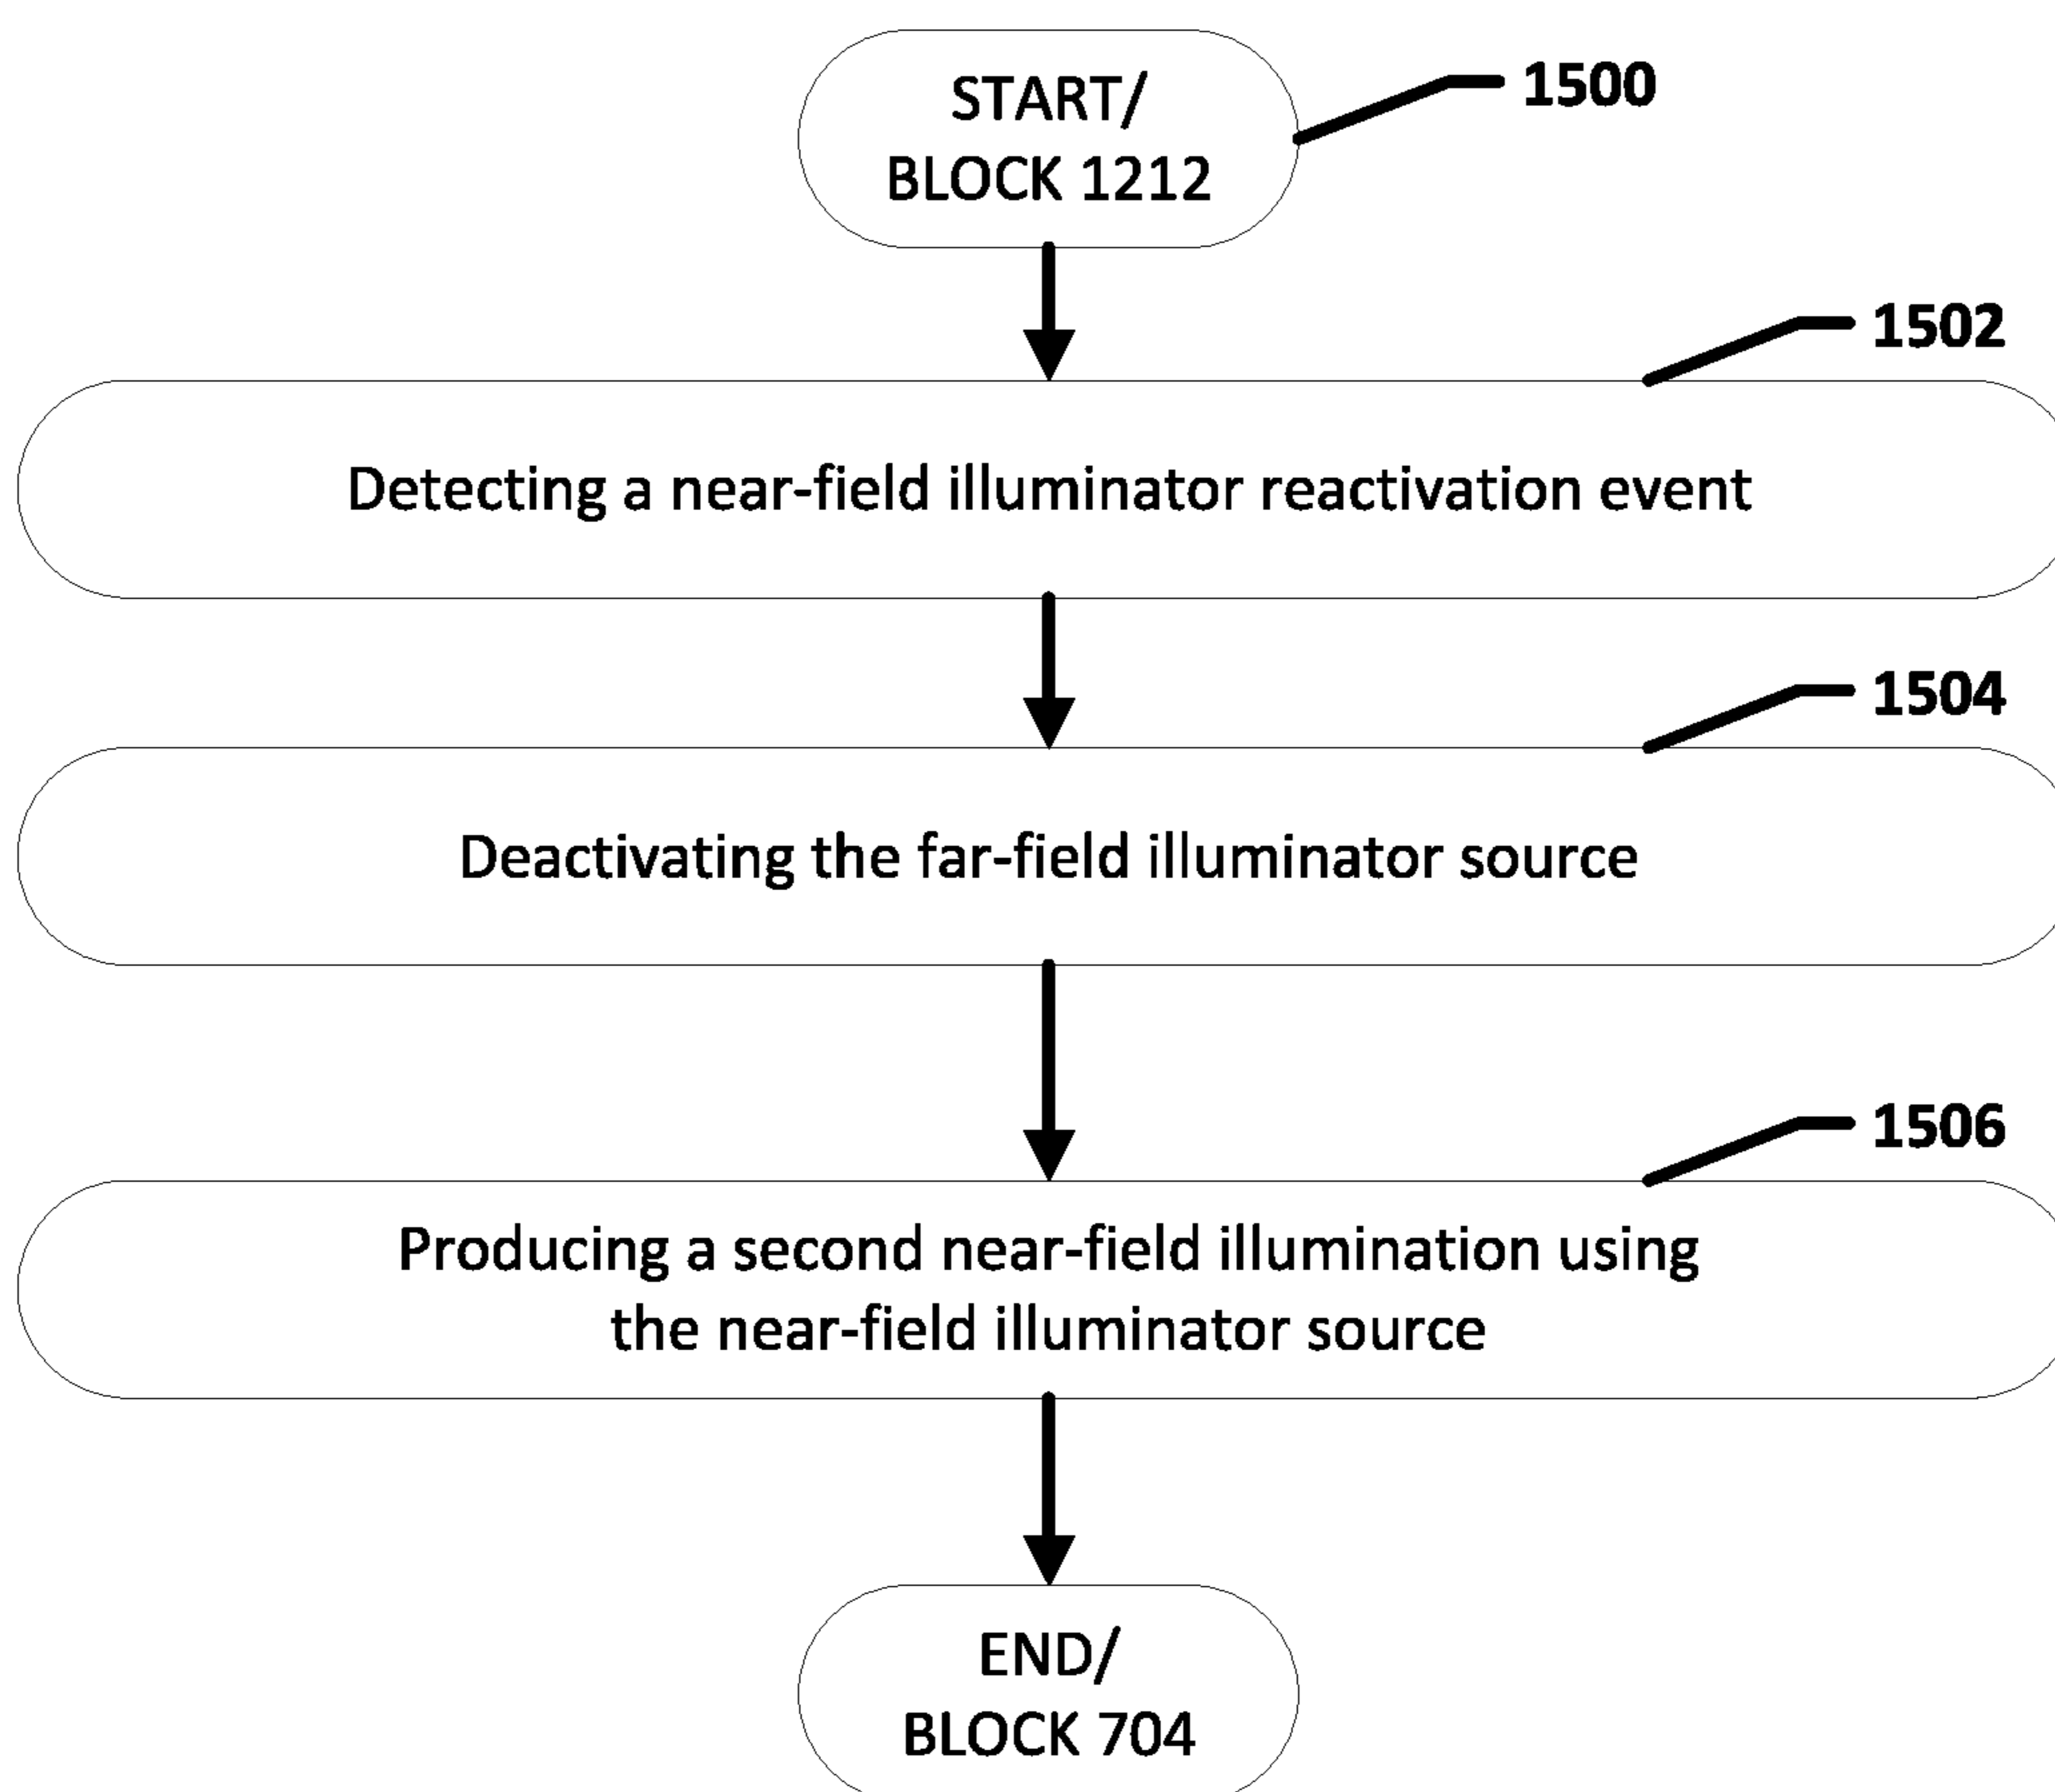 START/
BLOCK 1212
1500
1502
Detecting a near-field illuminator reactivation event
1504
Deactivating the far-field illuminator source
1506
Producing a second near-field illumination using
the near-field illuminator source
END/
BLOCK 704